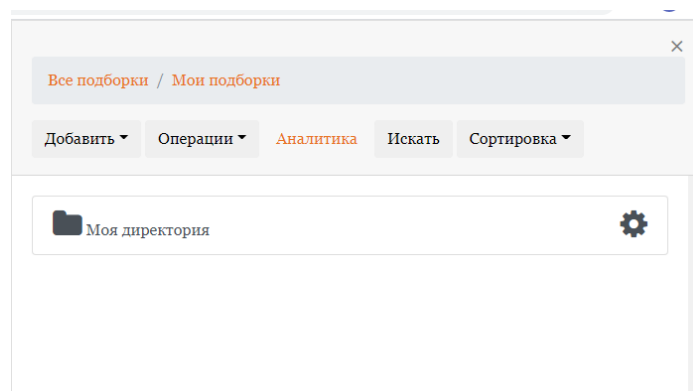 Все подборки / Мои подборки
Добавить Операции Аналитика Искать Сортировка
Моя директория